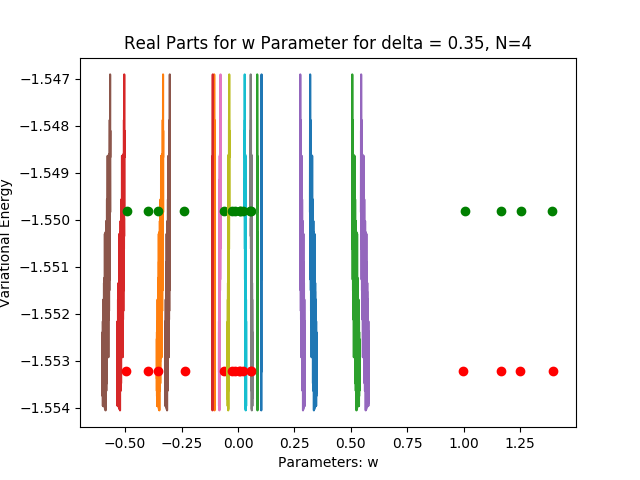 Real Parts for w Parameter for delta = 0.35, N=4
−1.547
−1.548
−1.549
−1.550
−1.551
−1.552
−1.553
−1.554
Variational Energy
−0.50 −0.25 0.00 0.25 0.50 0.75 1.00 1.25
Parameters: w